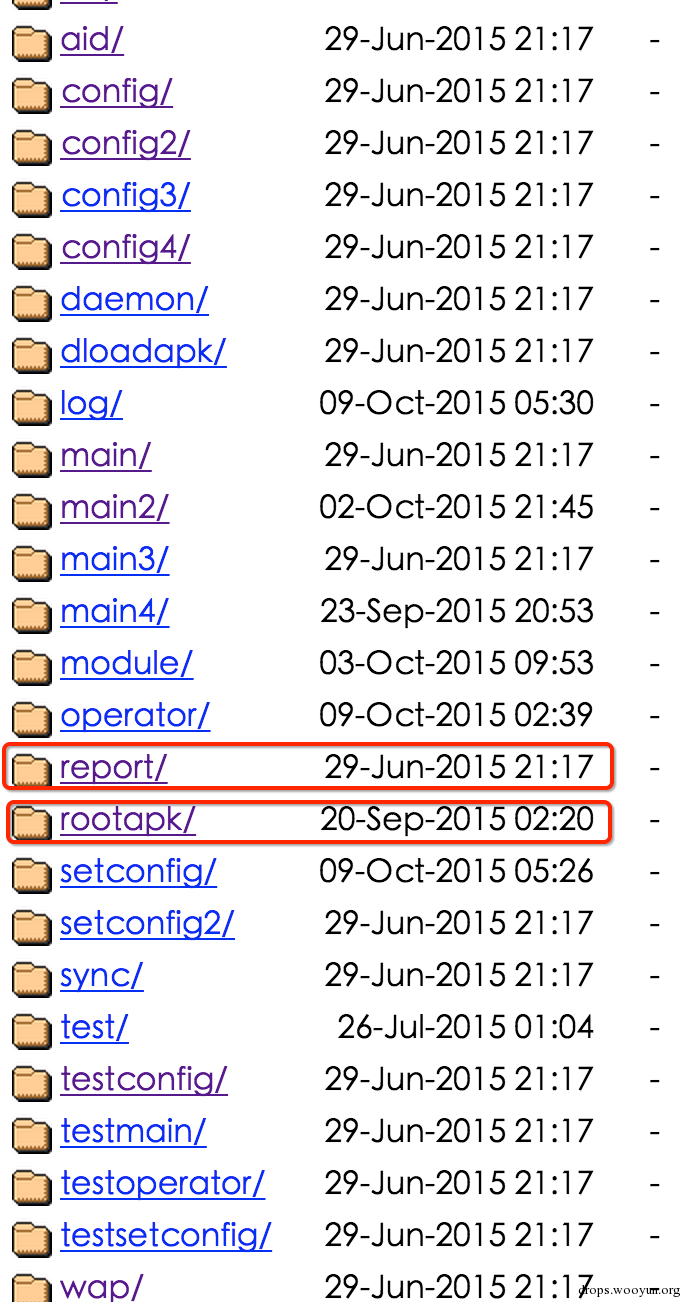 aid/ 29-Jun-2015 21:17 -
config/ 29-Jun-2015 21:17 -
config2/ 29-Jun-2015 21:17 -
config3/ 29-Jun-2015 21:17 -
config4/ 29-Jun-2015 21:17 -
daemon/ 29-Jun-2015 21:17 -
dloadapk/ 29-Jun-2015 21:17 -
log/ 09-Oct-2015 05:30 -
main/ 29-Jun-2015 21:17 -
main2/ 02-Oct-2015 21:45 -
main3/ 29-Jun-2015 21:17 -
main4/ 23-Sep-2015 20:53 -
module/ 03-Oct-2015 09:53 -
operator/ 09-Oct-2015 02:39 -
report/ 29-Jun-2015 21:17 -
rootapk/ 20-Sep-2015 02:20 -
setconfig/ 09-Oct-2015 05:26 -
setconfig2/ 29-Jun-2015 21:17 -
sync/ 29-Jun-2015 21:17 -
test/ 26-Jul-2015 01:04 -
testconfig/ 29-Jun-2015 21:17 -
testmain/ 29-Jun-2015 21:17 -
testoperator/ 29-Jun-2015 21:17 -
testsetconfig/ 29-Jun-2015 21:17 -
wap/ 29-Jun-2015 21:17 -
drops.wooyun.org